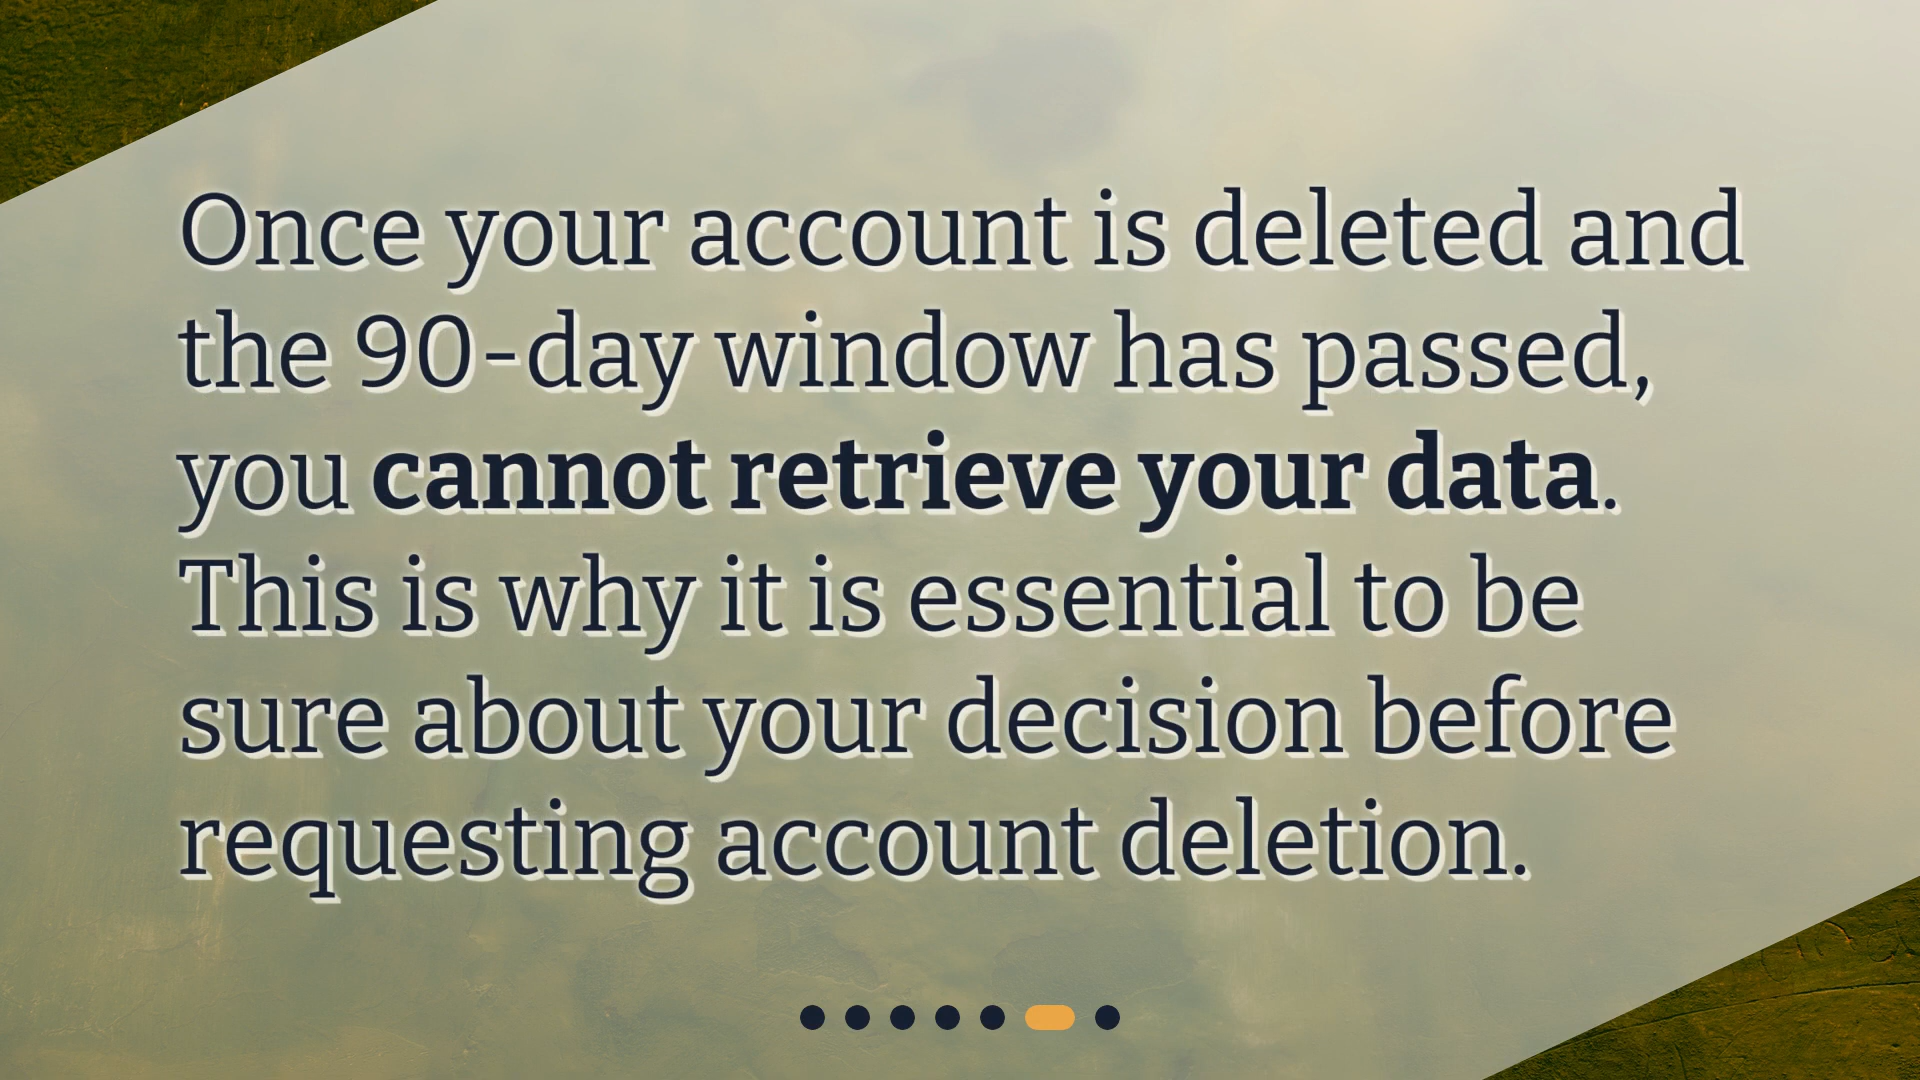 Once your account is deleted and
the 90-day window has passed,
you cannot retrieve your data.
This is why it is essential to be
sure about your decision before
requesting account deletion.